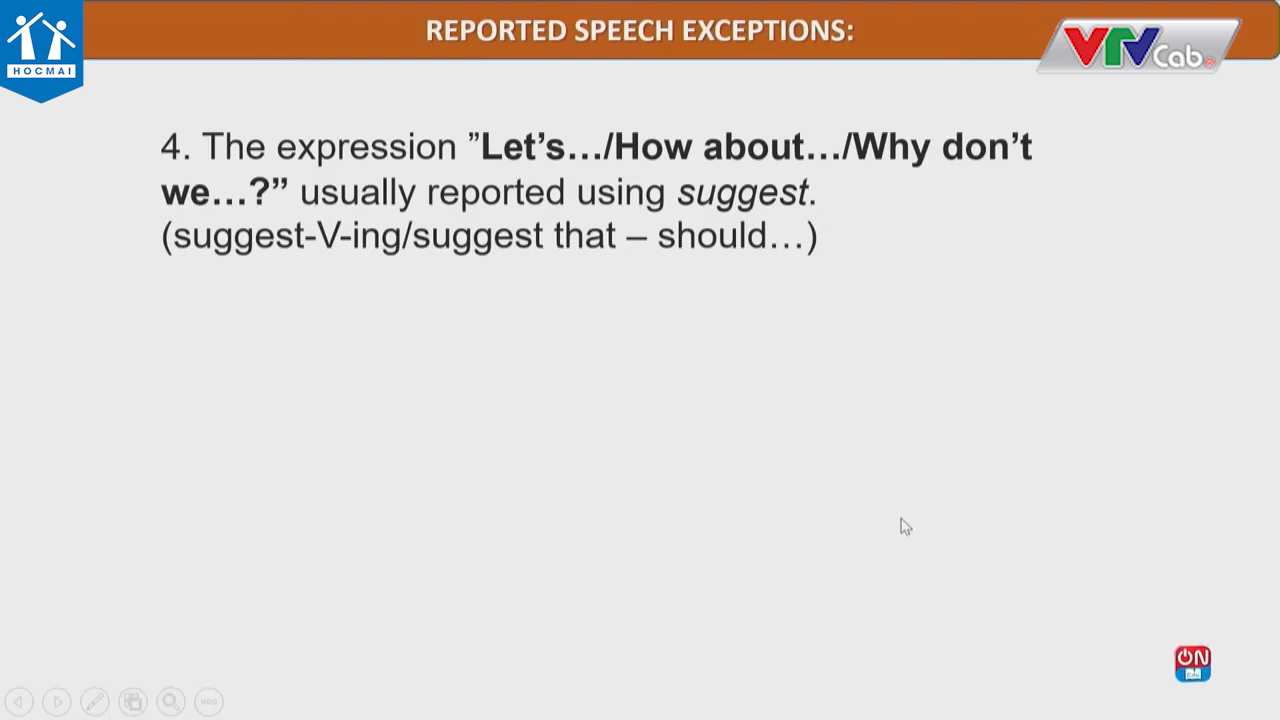 REPORTED SPEECH EXCEPTIONS:
HOCMAI
VTVCab
4. The expression ”Let’s…/How about…/Why don’t
we…?” usually reported using suggest.
(suggest-V-ing/suggest that – should…)
ON